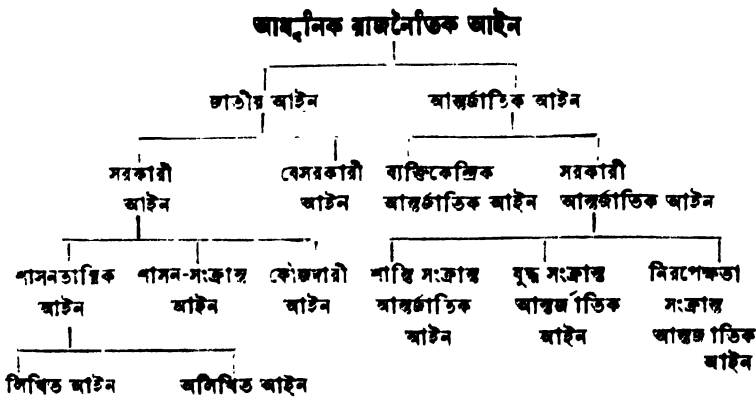 আধুনিক রাজনৈতিক আইন
জাতীয় আইন
আন্তর্জাতিক আইন
সরকারী
আইন
বেসরকারী
আইন
ব্যক্তিকেন্দ্রিক
আন্তর্জাতিক আইন
সরকারী
আন্তর্জাতিক আইন
শাসনতান্ত্রিক
আইন
শাসন-সংক্রান্ত
আইন
ফৌজদারী
আইন
শান্তি সংক্রান্ত
আন্তর্জাতিক
আইন
যুদ্ধ সংক্রান্ত
আন্তর্জাতিক
আইন
নিরপেক্ষতা
সংক্রান্ত
আন্তর্জাতিক
আইন
লিখিত আইন
অলিখিত আইন